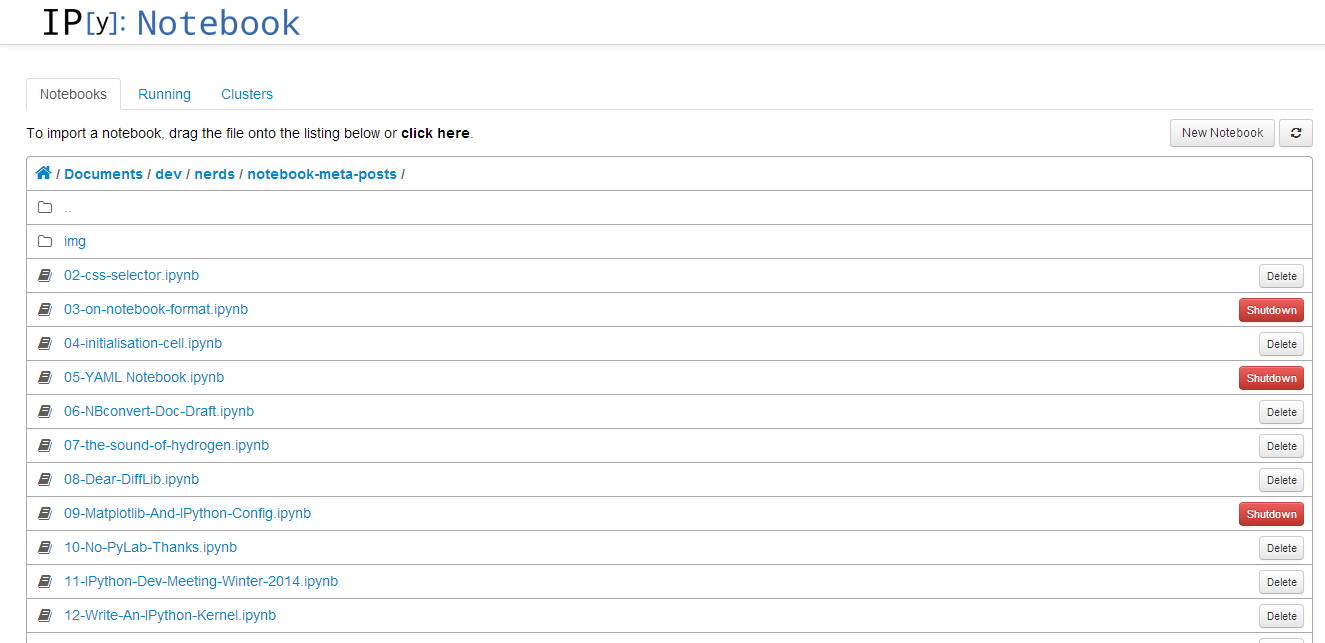 IP[y]: Notebook
Notebooks Running Clusters
To import a notebook, drag the file onto the listing below or click here.
New Notebook
/ Documents / dev / nerds / notebook-meta-posts /
..
img
02-css-selector.ipynb Delete
03-on-notebook-format.ipynb Shutdown
04-initialisation-cell.ipynb Delete
05-YAML Notebook.ipynb Shutdown
06-NBconvert-Doc-Draft.ipynb Delete
07-the-sound-of-hydrogen.ipynb Delete
08-Dear-DiffLib.ipynb Delete
09-Matplotlib-And-IPython-Config.ipynb Shutdown
10-No-PyLab-Thanks.ipynb Delete
11-IPython-Dev-Meeting-Winter-2014.ipynb Delete
12-Write-An-IPython-Kernel.ipynb Delete